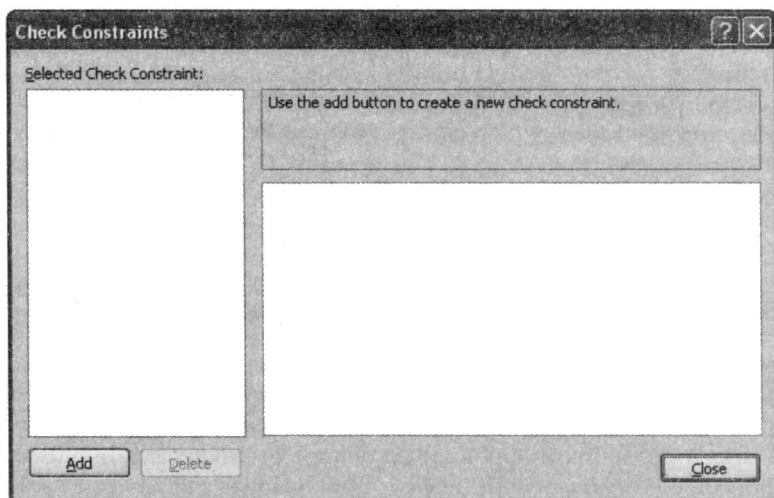 Check Constraints
Selected Check Constraint:
Use the add button to create a new check constraint.
Add
Delete
Close